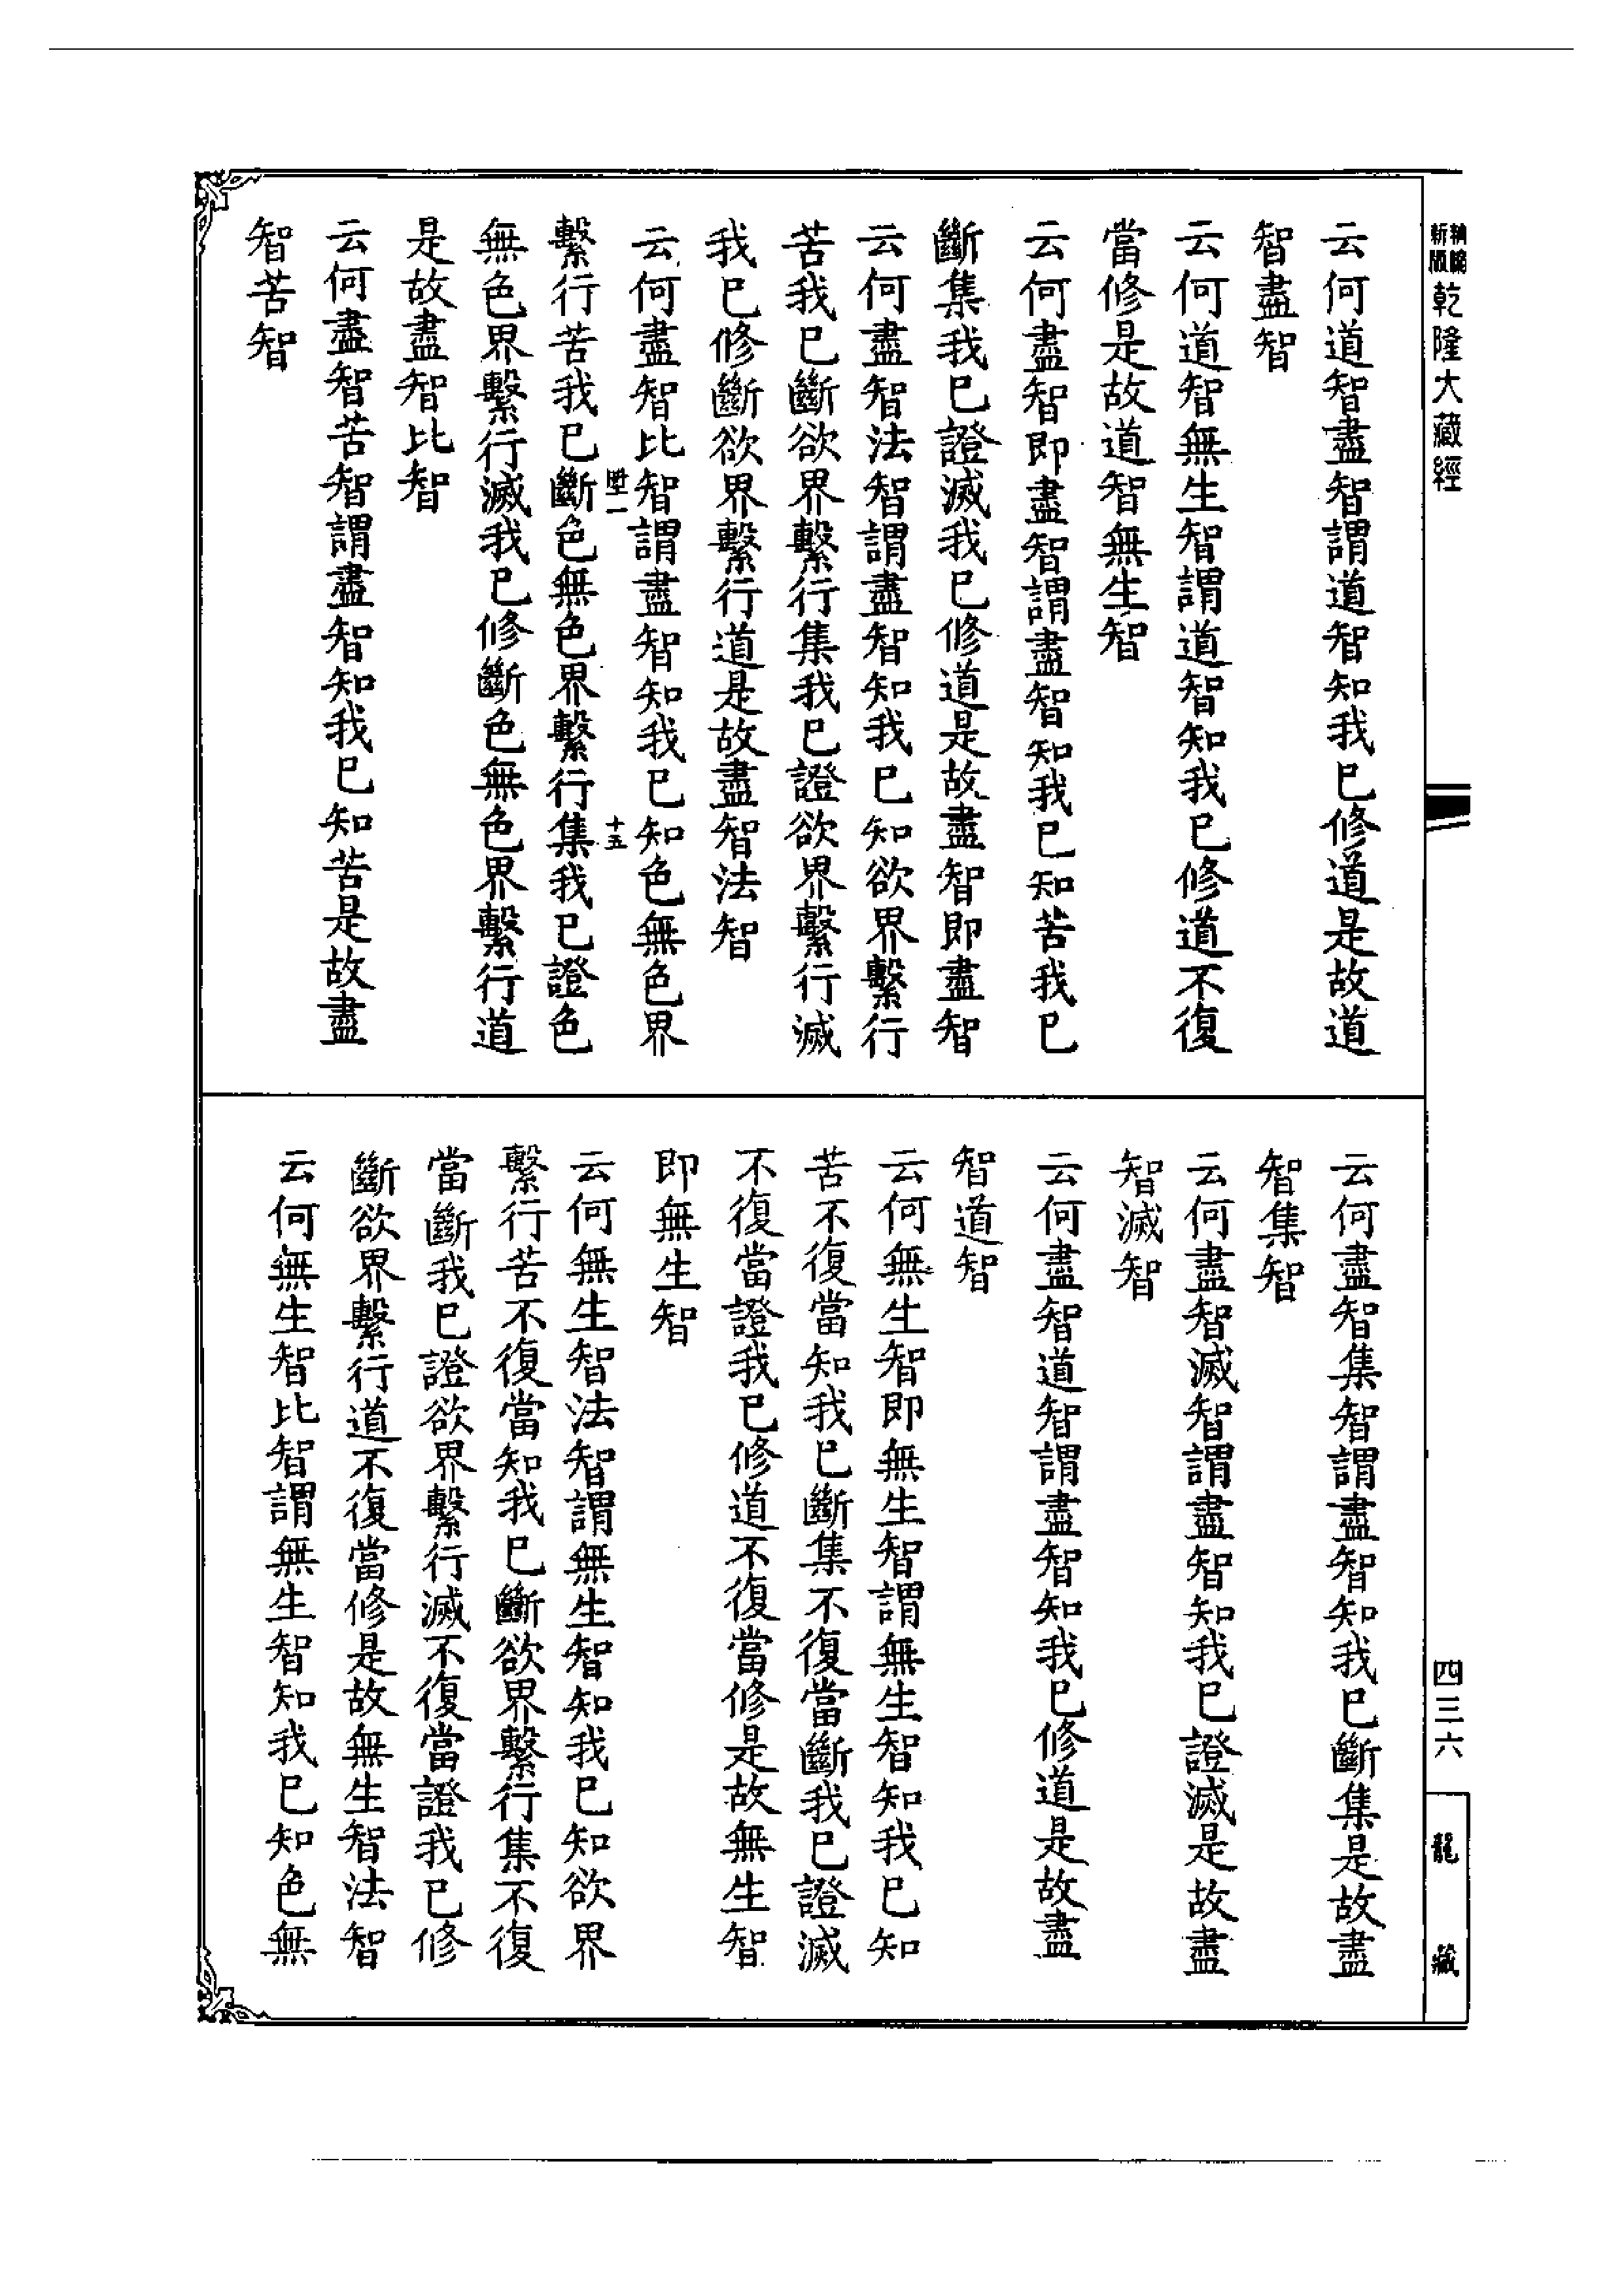 精編
新版
乾隆大藏經
云何道智盡智謂道智知我已修道是故道
智盡智
云何道智無生智謂道智知我已修道不復
當修是故道智無生智
云何盡智即盡智謂盡智知我已知苦我已
斷集我已證滅我已修道是故盡智即盡智
云何盡智法智謂盡智知我已知欲界繫行
苦我已斷欲界繫行集我已證欲界繫行滅
我已修斷欲界繫行道是故盡智法智
云何盡智比智謂盡智知我已知色無色界
十五
繫行苦我已斷色無色界繫行集我已證色
無色界繫行滅我已修斷色無色界繫行道
是故盡智比智
云何盡智苦智謂盡智知我已知苦是故盡
智苦智
云何盡智集智謂盡智知我已斷集是故盡
智集智
云何盡智滅智謂盡智知我已證滅是故盡
智滅智
云何盡智道智謂盡智知我已修道是故盡
智道智
云何無生智即無生智謂無生智知我已知
苦不復當知我已斷集不復當斷我已證滅
不復當證我已修道不復當修是故無生智
即無生智
云何無生智法智謂無生智知我已知欲界
繫行苦不復當知我已斷欲界繫行集不復
當斷我已證欲界繫行滅不復當證我已修
斷欲界繫行道不復當修是故無生智法智
云何無生智比智謂無生智知我已知色無
四三六
龍藏